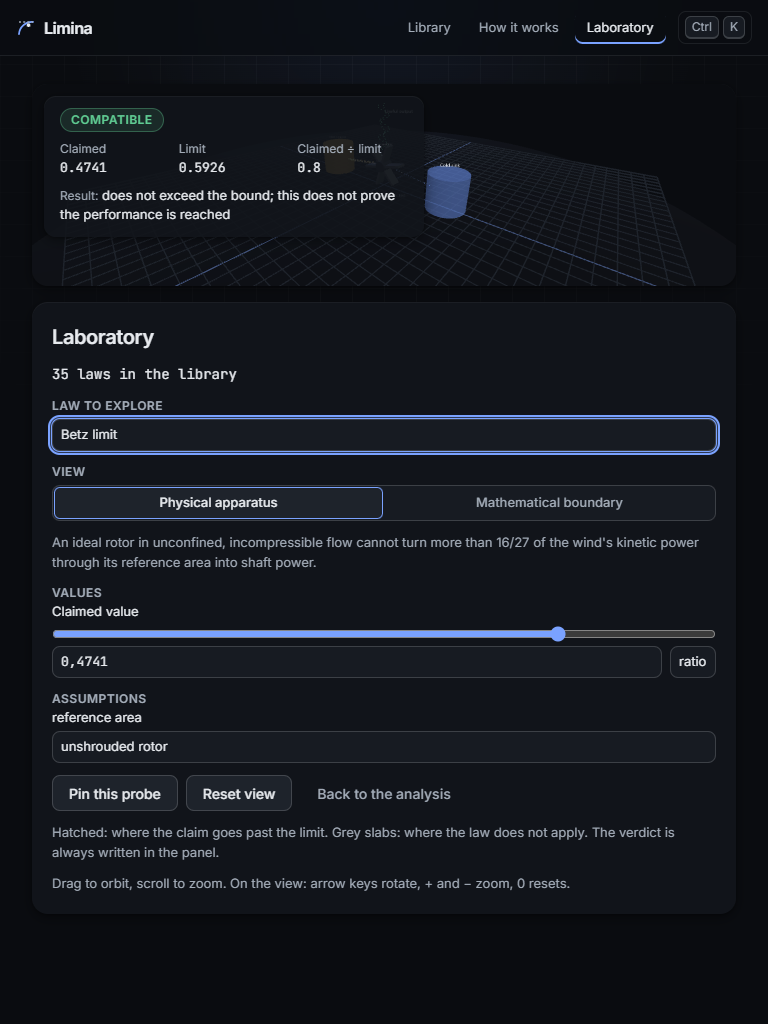 Limina
Library
How it works
Laboratory
Ctrl K
COMPATIBLE
Claimed
Limit
Claimed ÷ limit
0.4741
0.5926
0.8
Result: does not exceed the bound; this does not prove
the performance is reached
Laboratory
35 laws in the library
LAW TO EXPLORE
Betz limit
VIEW
Physical apparatus
Mathematical boundary
An ideal rotor in unconfined, incompressible flow cannot turn more than 16/27 of the wind's kinetic power
through its reference area into shaft power.
VALUES
Claimed value
0,4741
ratio
ASSUMPTIONS
reference area
unshrouded rotor
Pin this probe
Reset view
Back to the analysis
Hatched: where the claim goes past the limit. Grey slabs: where the law does not apply. The verdict is
always written in the panel.
Drag to orbit, scroll to zoom. On the view: arrow keys rotate, + and − zoom, 0 resets.